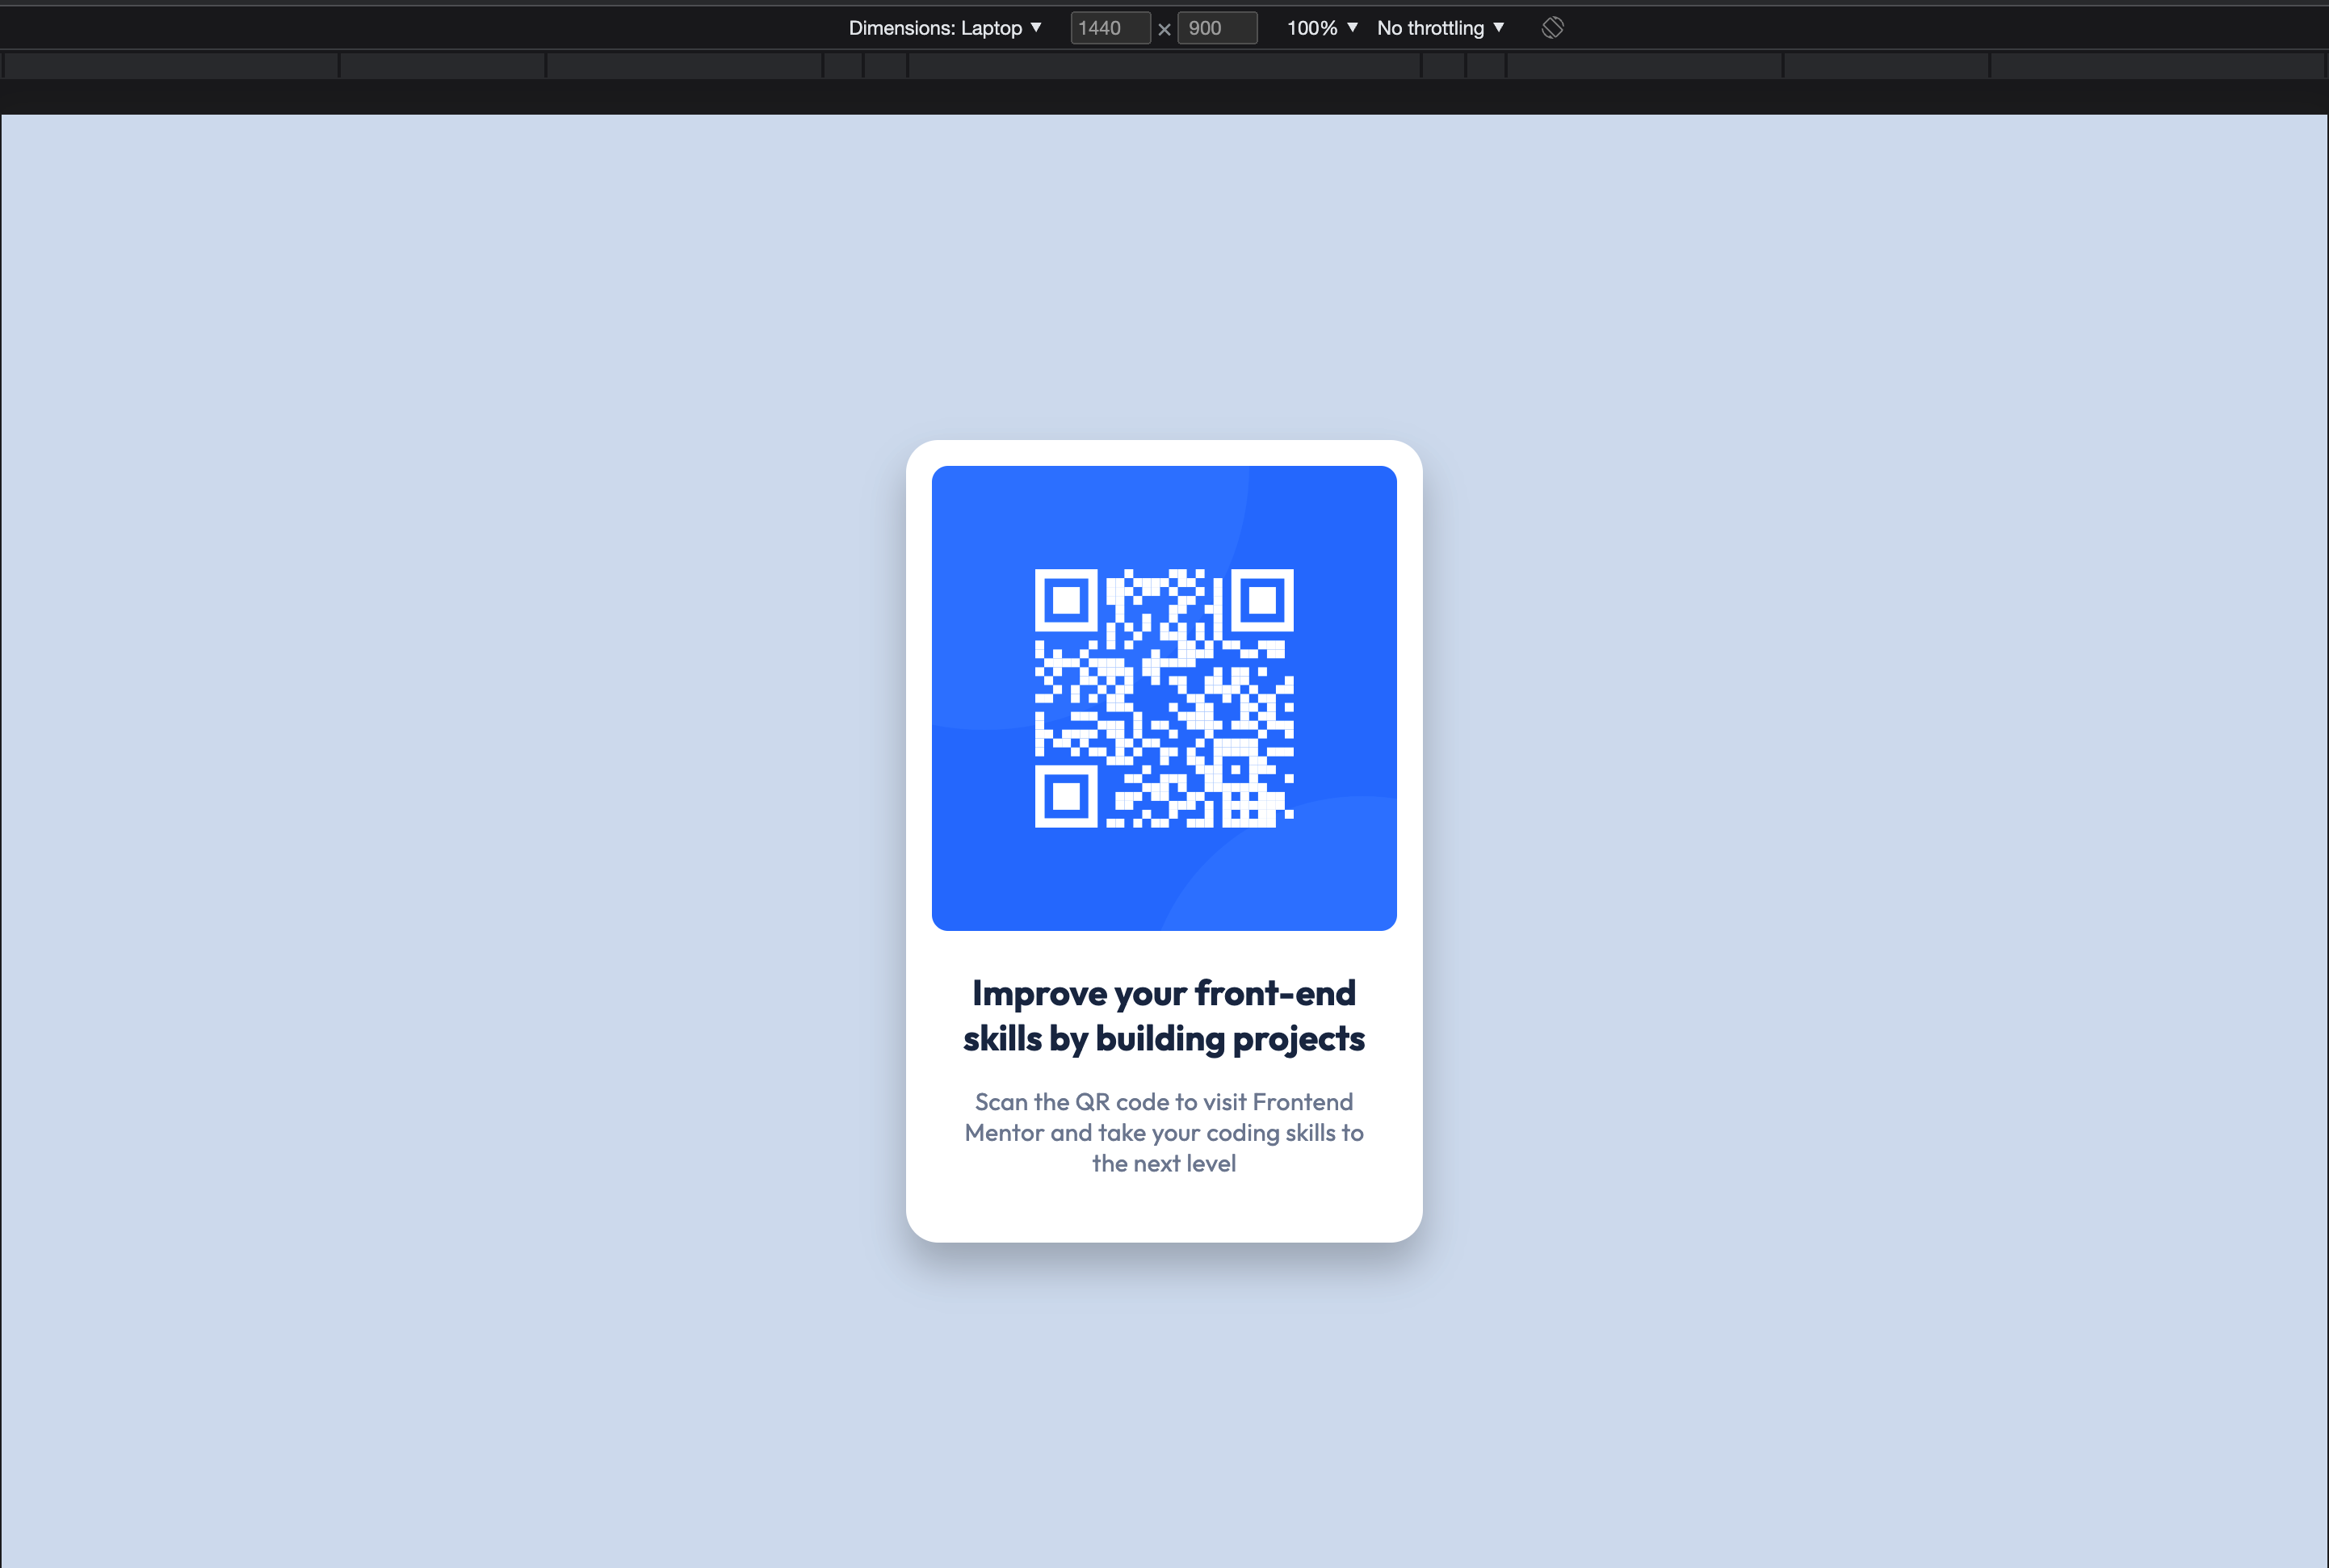 Dimensions: Laptop ▼ 1440 × 900 100% ▼ No throttling ▼
Improve your front-end
skills by building projects
Scan the QR code to visit Frontend
Mentor and take your coding skills to
the next level